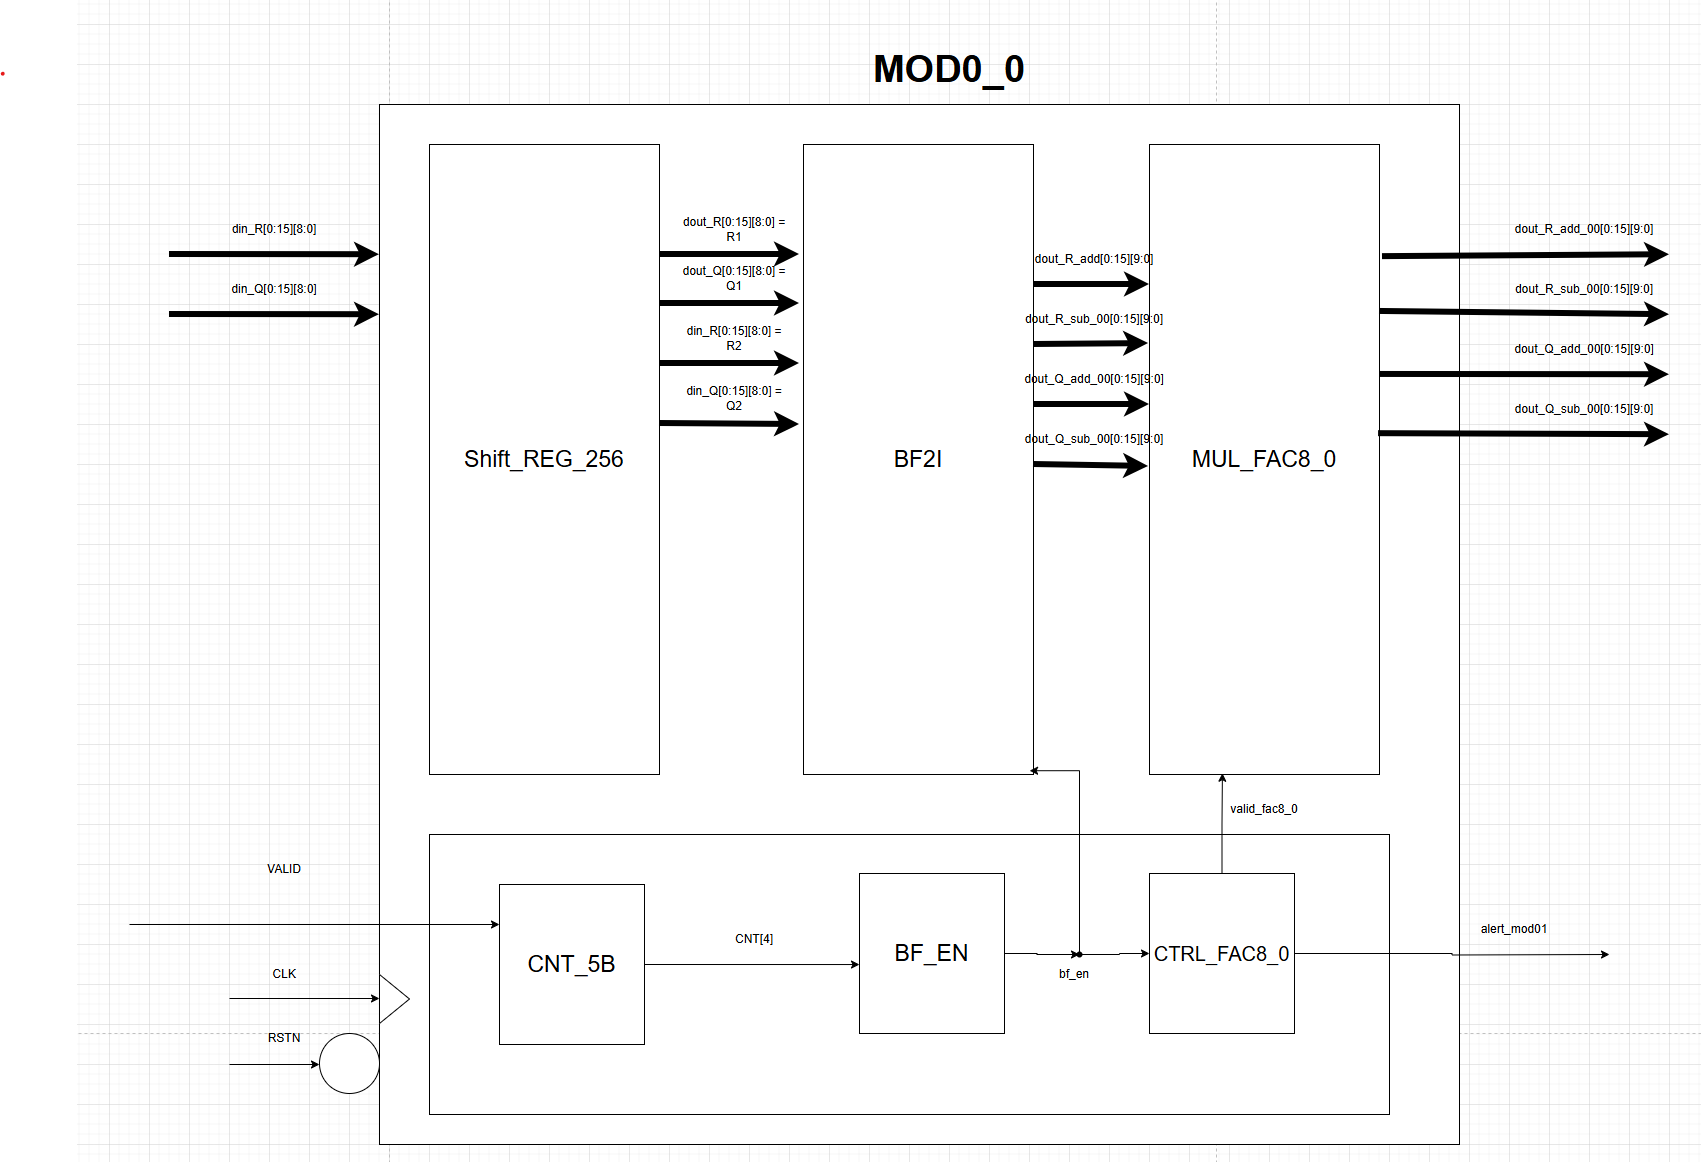 MOD0_0
din_R[0:15][8:0]
din_Q[0:15][8:0]
Shift_REG_256
dout_R[0:15][8:0] =
R1
dout_Q[0:15][8:0] =
Q1
din_R[0:15][8:0] =
R2
din_Q[0:15][8:0] =
Q2
BF2I
dout_R_add[0:15][9:0]
dout_R_sub_00[0:15][9:0]
dout_Q_add_00[0:15][9:0]
dout_Q_sub_00[0:15][9:0]
MUL_FAC8_0
dout_R_add_00[0:15][9:0]
dout_R_sub_00[0:15][9:0]
dout_Q_add_00[0:15][9:0]
dout_Q_sub_00[0:15][9:0]
valid_fac8_0
VALID
CLK
RSTN
CNT_5B
CNT[4]
BF_EN
bf_en
CTRL_FAC8_0
alert_mod01